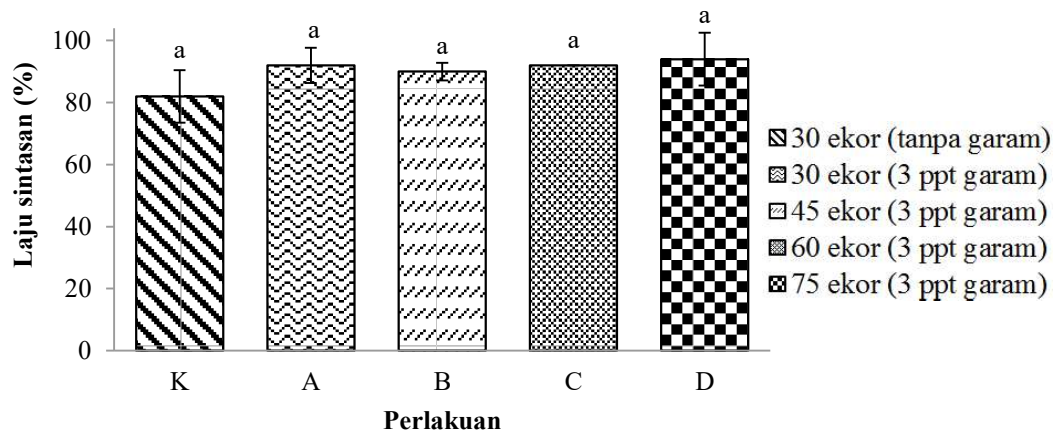 Laju sintasan (%)
100
80
60
40
20
0
a
a
a
a
a
K
A
B
C
D
Perlakuan
30 ekor (tanpa garam)
30 ekor (3 ppt garam)
45 ekor (3 ppt garam)
60 ekor (3 ppt garam)
75 ekor (3 ppt garam)